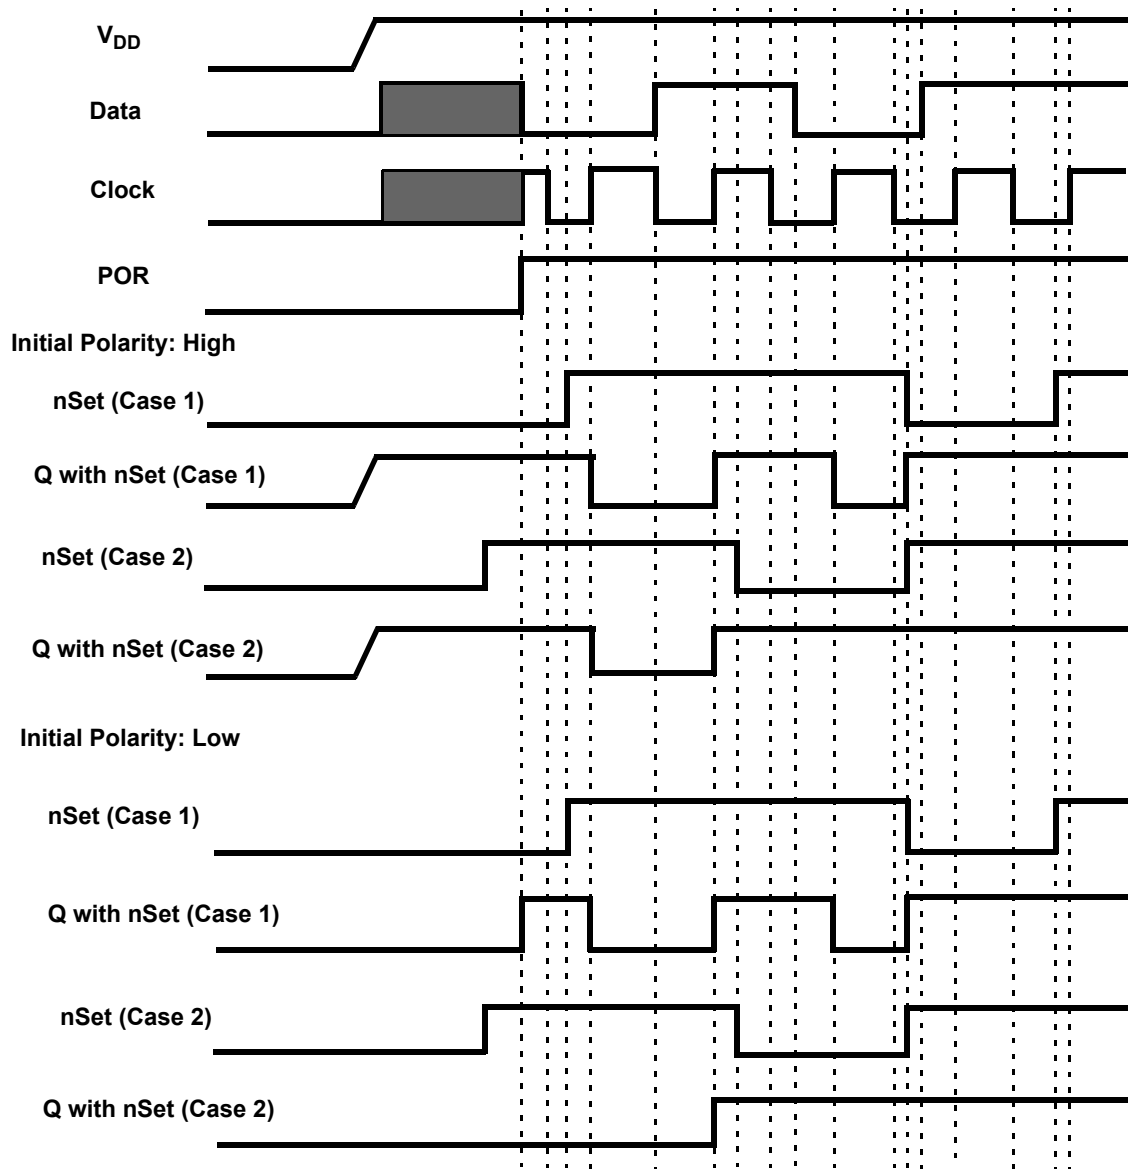 VDD
Data
Clock
POR
Initial Polarity: High
nSet (Case 1)
Q with nSet (Case 1)
nSet (Case 2)
Q with nSet (Case 2)
Initial Polarity: Low
nSet (Case 1)
Q with nSet (Case 1)
nSet (Case 2)
Q with nSet (Case 2)